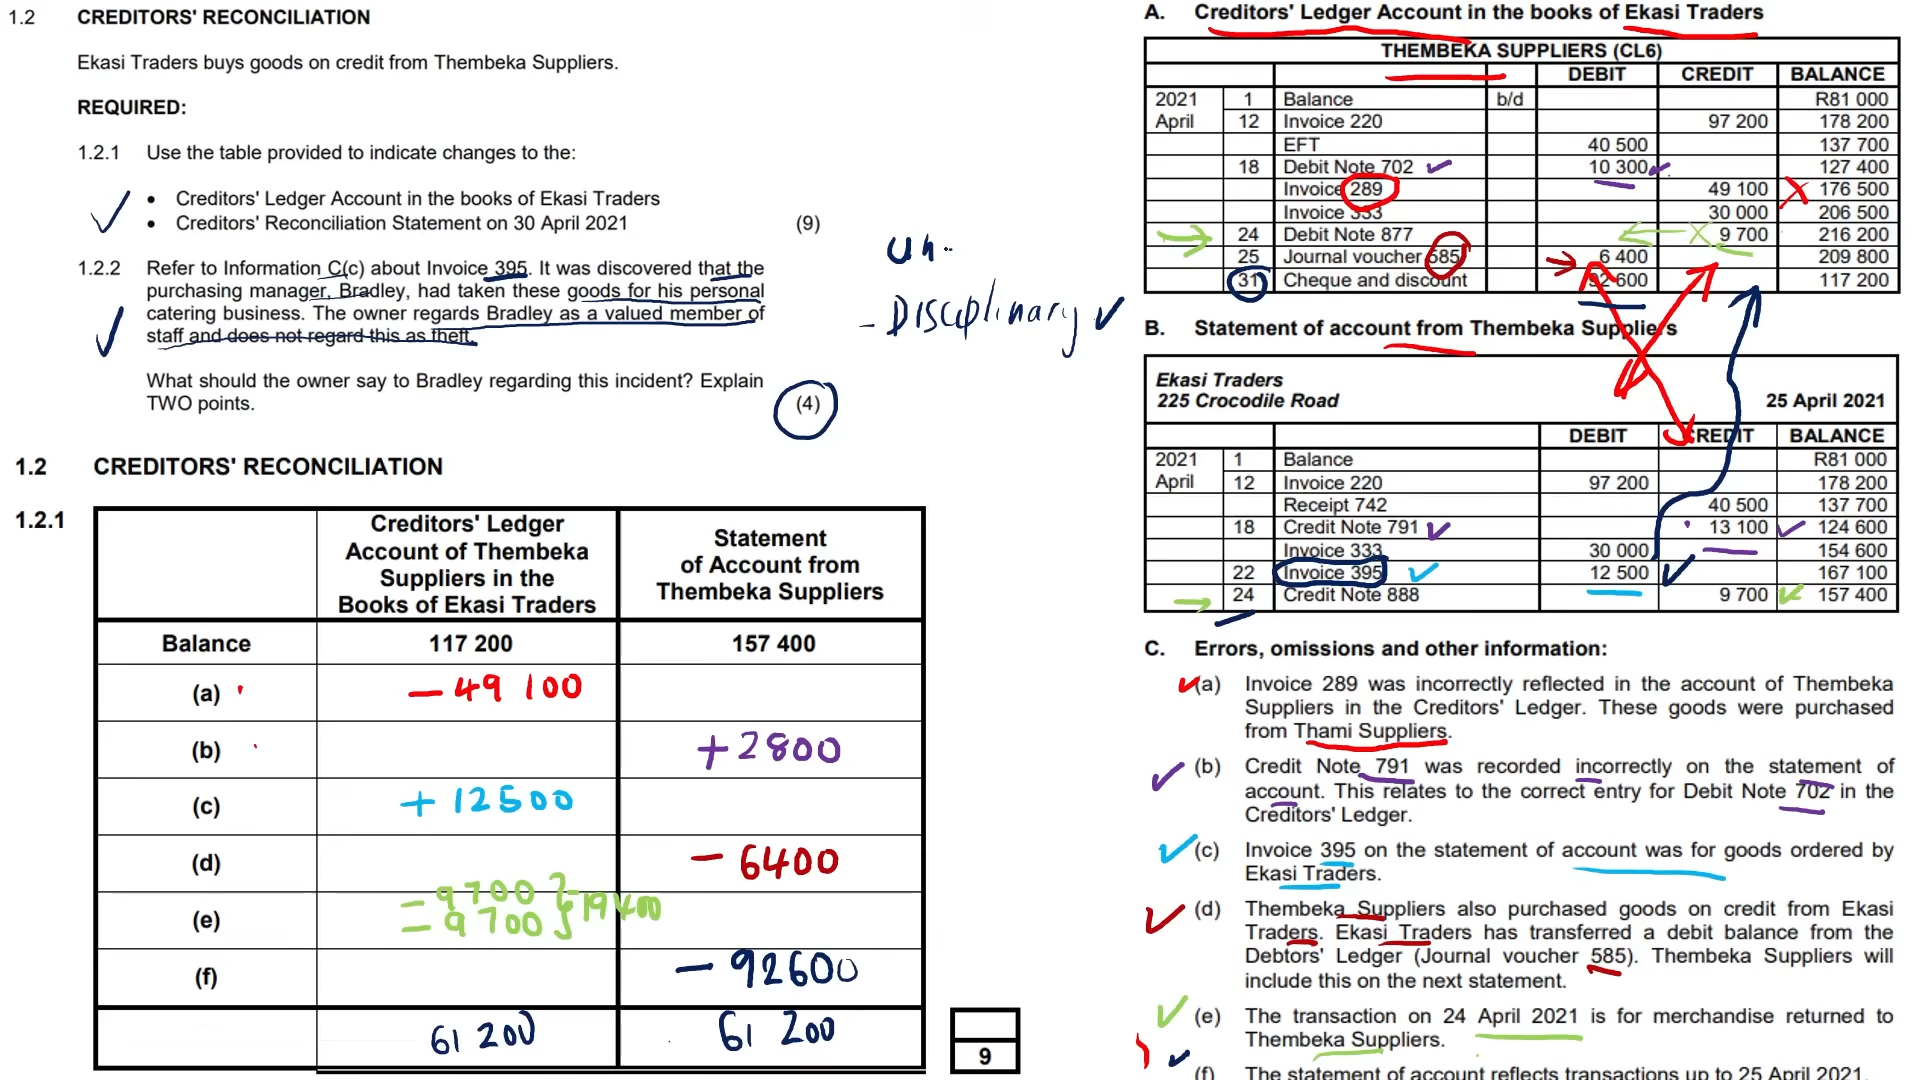 1.2 CREDITORS' RECONCILIATION
Ekasi Traders buys goods on credit from Thembeka Suppliers.
REQUIRED:
1.2.1 Use the table provided to indicate changes to the:
• Creditors' Ledger Account in the books of Ekasi Traders
• Creditors' Reconciliation Statement on 30 April 2021 (9)
1.2.2 Refer to Information C(c) about Invoice 395. It was discovered that the
purchasing manager, Bradley, had taken these goods for his personal
catering business. The owner regards Bradley as a valued member of
staff and does not regard this as theft.
What should the owner say to Bradley regarding this incident? Explain
TWO points. (4)
un.
- Disciplinary
1.2 CREDITORS' RECONCILIATION
1.2.1
Creditors' Ledger
Account of Thembeka
Suppliers in the
Books of Ekasi Traders
Statement
of Account from
Thembeka Suppliers
Balance 117 200 157 400
(a) - 49 100
(b) + 2800
(c) + 12500
(d) - 6400
= 9700 } 19400
(e) = 9700
(f) - 92600
61 200 61 200
9
A. Creditors' Ledger Account in the books of Ekasi Traders
THEMBEKA SUPPLIERS (CL6)
DEBIT CREDIT BALANCE
2021 1 Balance b/d R81 000
April 12 Invoice 220 97 200 178 200
EFT 40 500 137 700
18 Debit Note 702 10 300 127 400
Invoice 289 49 100 176 500
Invoice 333 30 000 206 500
24 Debit Note 877 9 700 216 200
25 Journal voucher 585 6 400 209 800
31 Cheque and discount 92 600 117 200
B. Statement of account from Thembeka Suppliers
Ekasi Traders
225 Crocodile Road 25 April 2021
DEBIT CREDIT BALANCE
2021 1 Balance R81 000
April 12 Invoice 220 97 200 178 200
Receipt 742 40 500 137 700
18 Credit Note 791 13 100 124 600
Invoice 333 30 000 154 600
22 Invoice 395 12 500 167 100
24 Credit Note 888 9 700 157 400
C. Errors, omissions and other information:
(a) Invoice 289 was incorrectly reflected in the account of Thembeka
Suppliers in the Creditors' Ledger. These goods were purchased
from Thami Suppliers.
(b) Credit Note 791 was recorded incorrectly on the statement of
account. This relates to the correct entry for Debit Note 702 in the
Creditors' Ledger.
(c) Invoice 395 on the statement of account was for goods ordered by
Ekasi Traders.
(d) Thembeka Suppliers also purchased goods on credit from Ekasi
Traders. Ekasi Traders has transferred a debit balance from the
Debtors' Ledger (Journal voucher 585). Thembeka Suppliers will
include this on the next statement.
(e) The transaction on 24 April 2021 is for merchandise returned to
Thembeka Suppliers.
(f) The statement of account reflects transactions up to 25 April 2021.